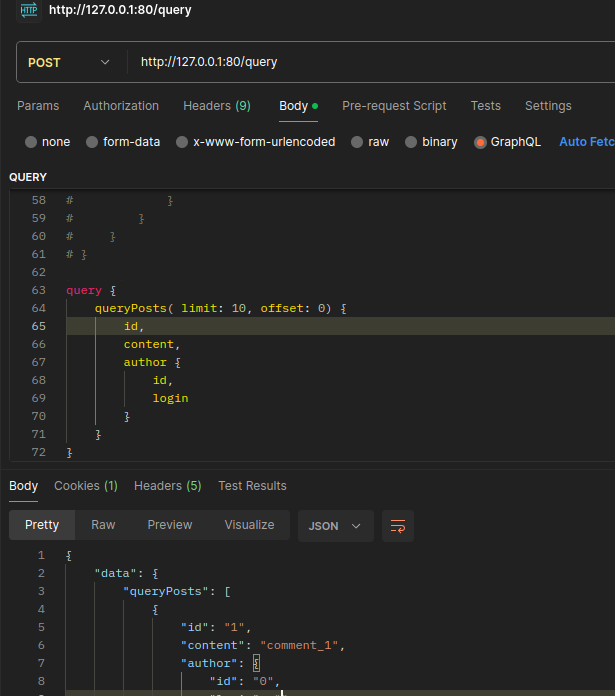 HTTP http://127.0.0.1:80/query
POST http://127.0.0.1:80/query
Params Authorization Headers (9) Body Pre-request Script Tests Settings
none form-data x-www-form-urlencoded raw binary GraphQL Auto Fetc
QUERY
58 # }
59 # }
60 # }
61 # }
62
63 query {
64 queryPosts( limit: 10, offset: 0) {
65 id,
66 content,
67 author {
68 id,
69 login
70 }
71 }
72 }
Body Cookies (1) Headers (5) Test Results
Pretty Raw Preview Visualize JSON
1 {
2 "data": {
3 "queryPosts": [
4 {
5 "id": "1",
6 "content": "comment_1",
7 "author": {
8 "id": "0",